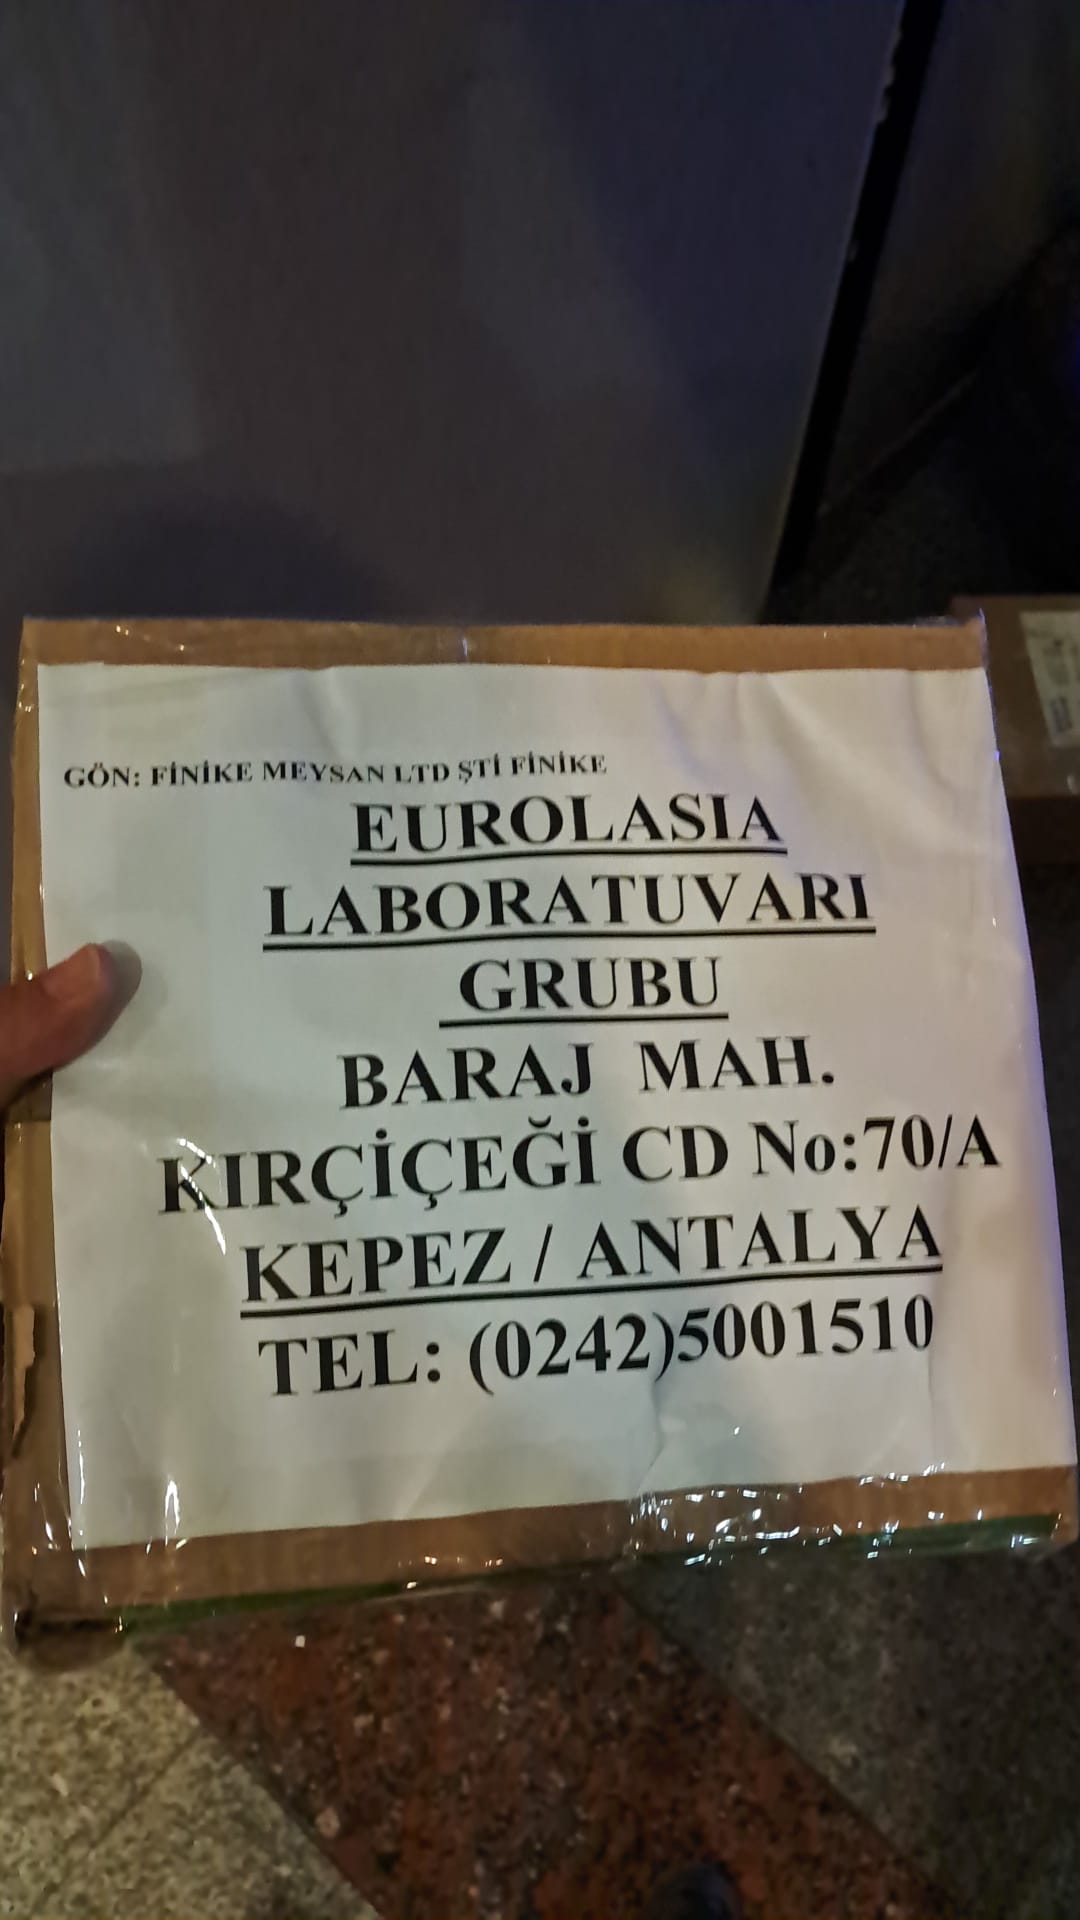 GÖN: FİNİKE MEYSAN LTD ŞTİ FİNİKE
EUROLASIA
LABORATUVARI
GRUBU
BARAJ MAH.
KIRÇİÇEĞİ CD No:70/A
KEPEZ / ANTALYA
TEL: (0242)5001510